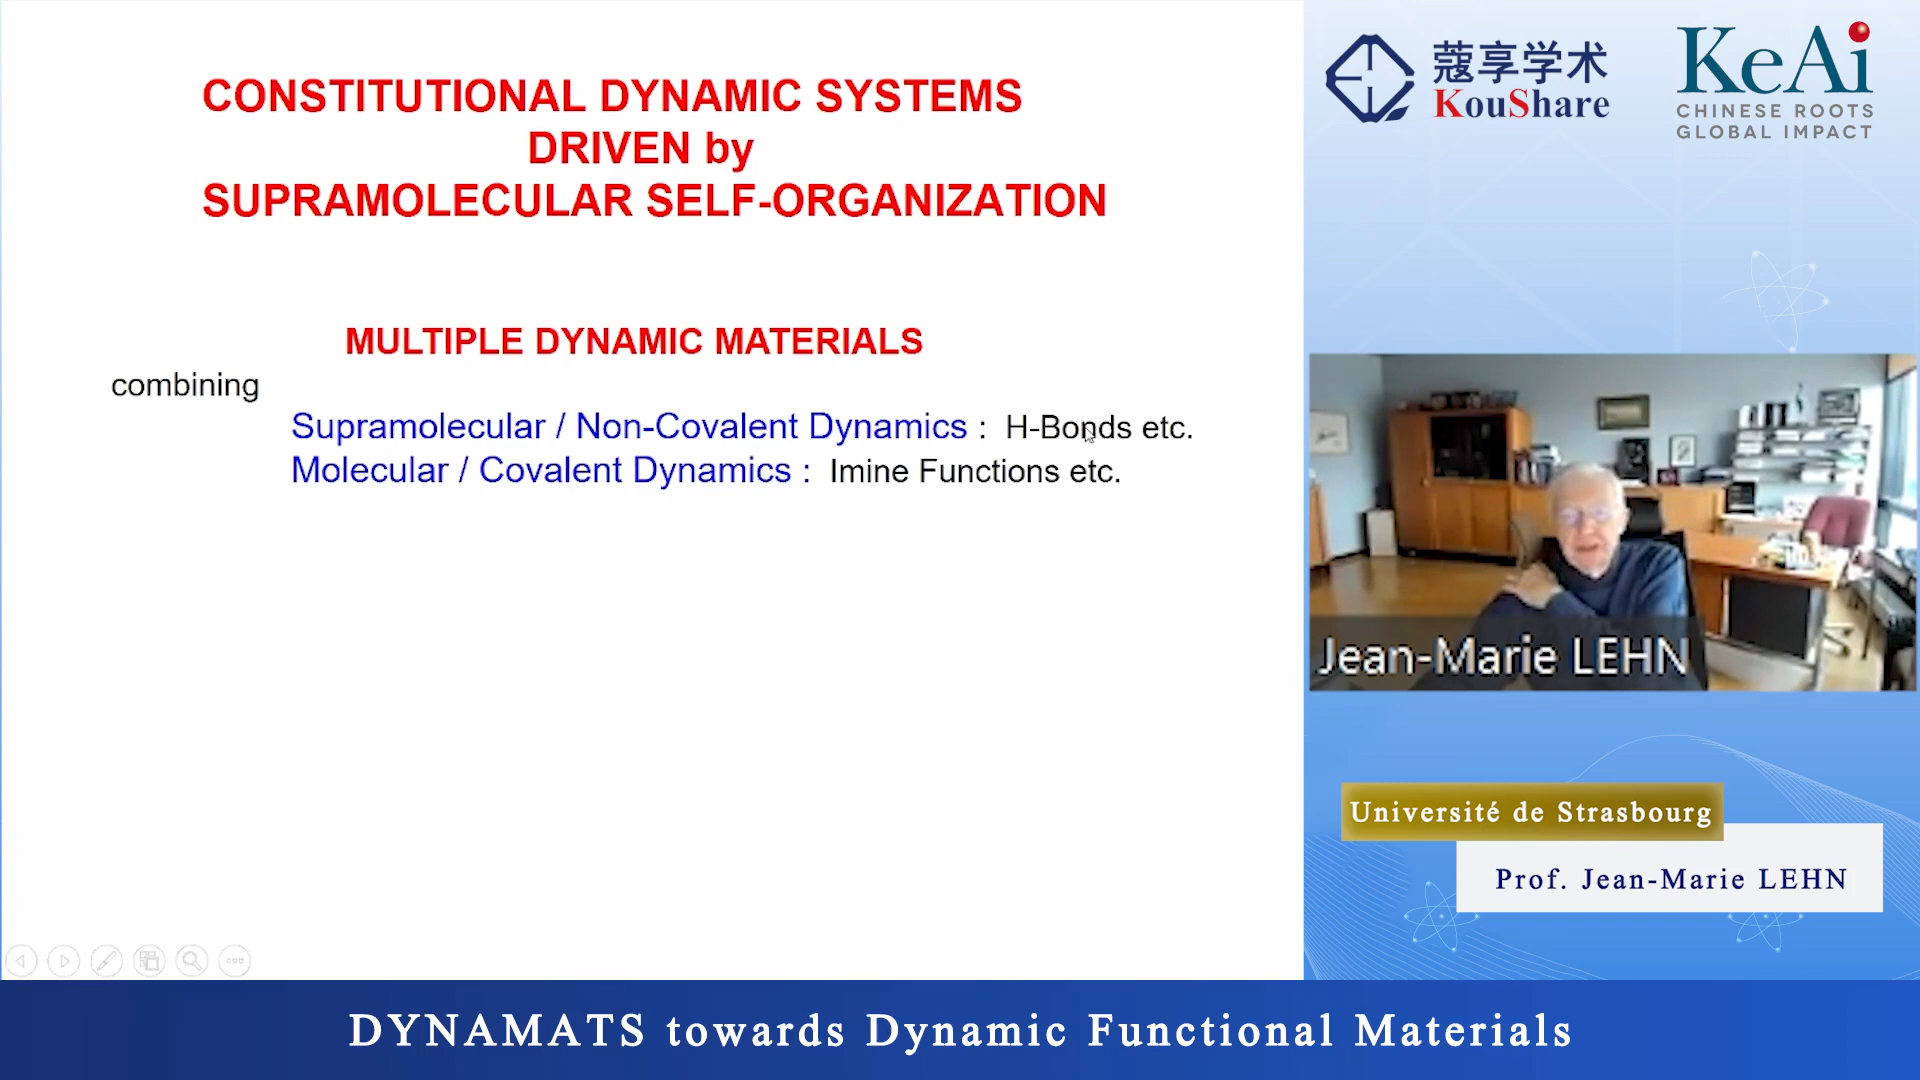 CONSTITUTIONAL DYNAMIC SYSTEMS
DRIVEN by
SUPRAMOLECULAR SELF-ORGANIZATION
MULTIPLE DYNAMIC MATERIALS
combining
Supramolecular / Non-Covalent Dynamics : H-Bonds etc.
Molecular / Covalent Dynamics : Imine Functions etc.
蔻享学术
KouShare
KeAi
CHINESE ROOTS
GLOBAL IMPACT
Jean-Marie LEHN
Université de Strasbourg
Prof. Jean-Marie LEHN
DYNAMATS towards Dynamic Functional Materials